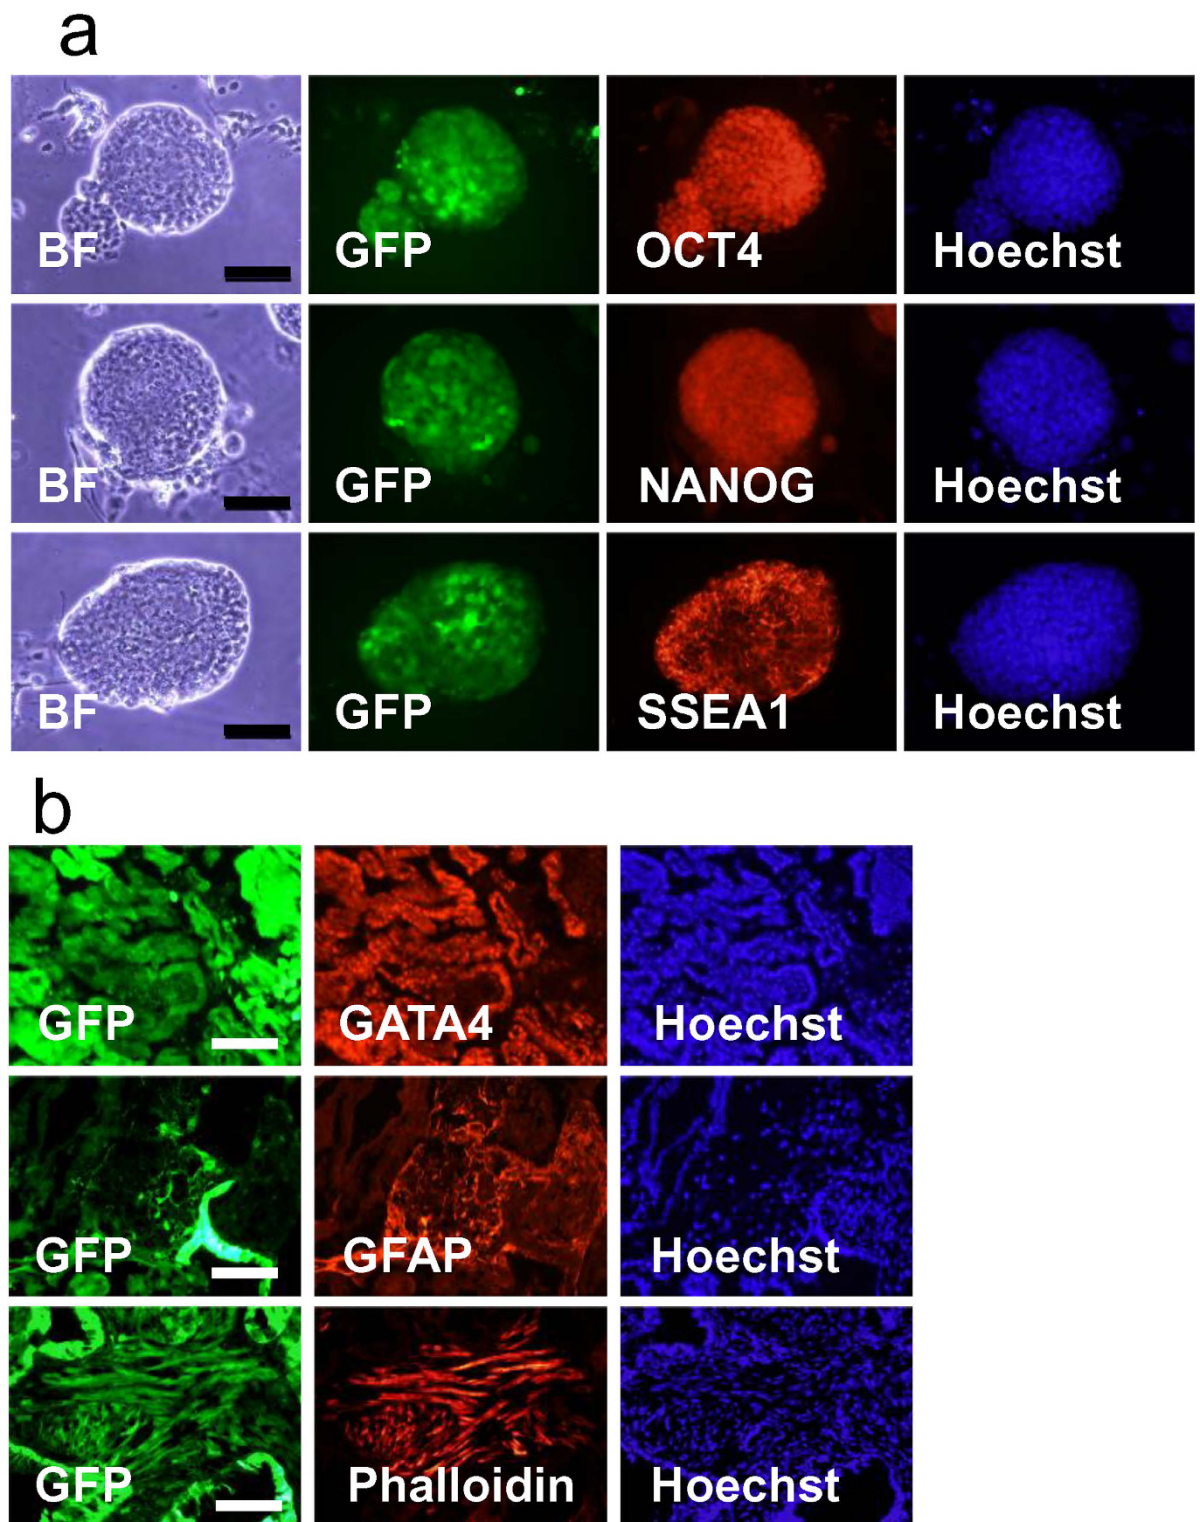 a
BF GFP OCT4 Hoechst
BF GFP NANOG Hoechst
BF GFP SSEA1 Hoechst
b
GFP GATA4 Hoechst
GFP GFAP Hoechst
GFP Phalloidin Hoechst